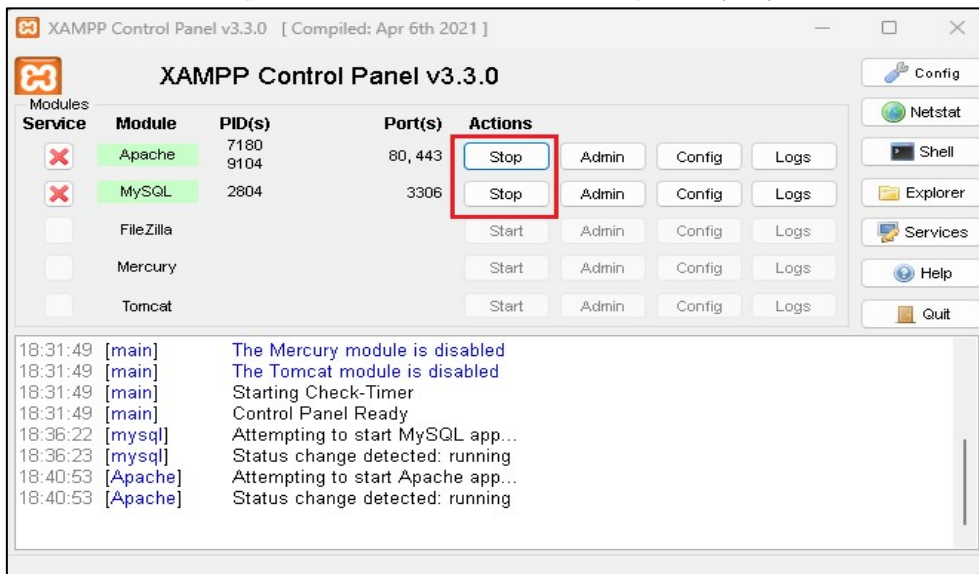 XAMPP Control Panel v3.3.0 [ Compiled: Apr 6th 2021 ]
XAMPP Control Panel v3.3.0
Config
Modules
Service Module PID(s) Port(s) Actions
Netstat
Apache 7180 9104 80, 443 Stop Admin Config Logs
Shell
MySQL 2804 3306 Stop Admin Config Logs
Explorer
FileZilla Start Admin Config Logs
Services
Mercury Start Admin Config Logs
Help
Tomcat Start Admin Config Logs
Quit
18:31:49 [main] The Mercury module is disabled
18:31:49 [main] The Tomcat module is disabled
18:31:49 [main] Starting Check-Timer
18:31:49 [main] Control Panel Ready
18:36:22 [mysql] Attempting to start MySQL app...
18:36:23 [mysql] Status change detected: running
18:40:53 [Apache] Attempting to start Apache app...
18:40:53 [Apache] Status change detected: running